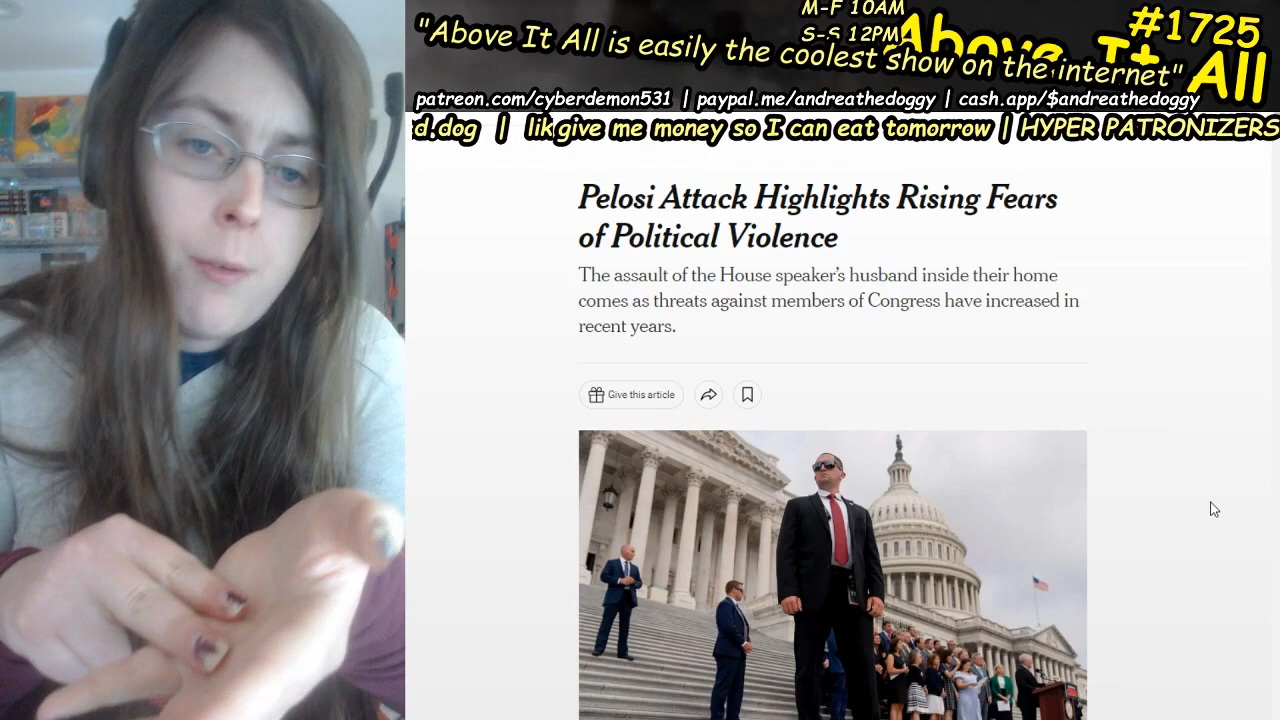 M-F 10AM
S-S 12PM
#1725
Above It All
"Above It All is easily the coolest show on the internet"
patreon.com/cyberdemon531 | paypal.me/andreathedoggy | cash.app/$andreathedoggy
d.dog | lik give me money so I can eat tomorrow | HYPER PATRONIZERS
Pelosi Attack Highlights Rising Fears
of Political Violence
The assault of the House speaker's husband inside their home
comes as threats against members of Congress have increased in
recent years.
Give this article